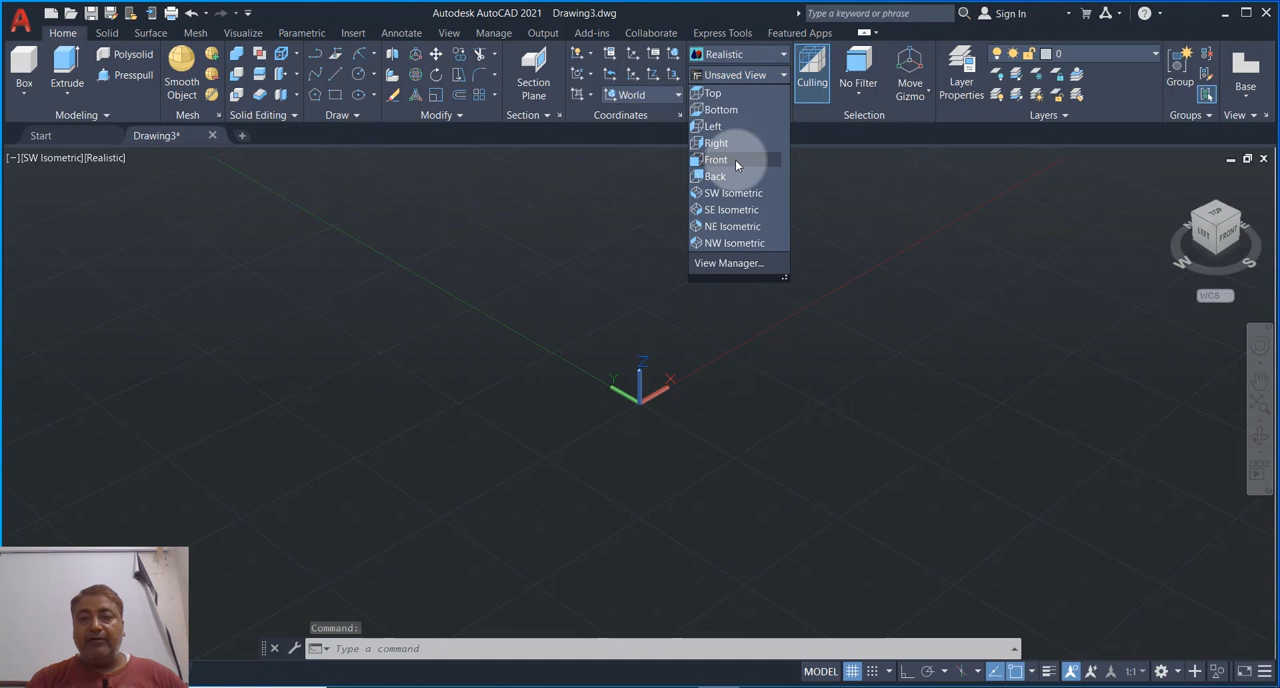 Autodesk AutoCAD 2021 Drawing3.dwg
Type a keyword or phrase
Sign In
Home Solid Surface Mesh Visualize Parametric Insert Annotate View Manage Output Add-ins Collaborate Express Tools Featured Apps
Box
Extrude
Polysolid
Presspull
Smooth
Object
Section
Plane
World
Realistic
Unsaved View
Culling
No Filter
Move
Gizmo
Layer
Properties
0
Group
Base
Modeling Mesh Solid Editing Draw Modify Section Coordinates Selection Layers Groups View
Top
Bottom
Left
Right
Front
Back
SW Isometric
SE Isometric
NE Isometric
NW Isometric
View Manager...
Start
Drawing3*
[−][SW Isometric][Realistic]
TOP
LEFT
FRONT
W
S
WCS
Z
Y
X
Command:
Type a command
MODEL
1:1